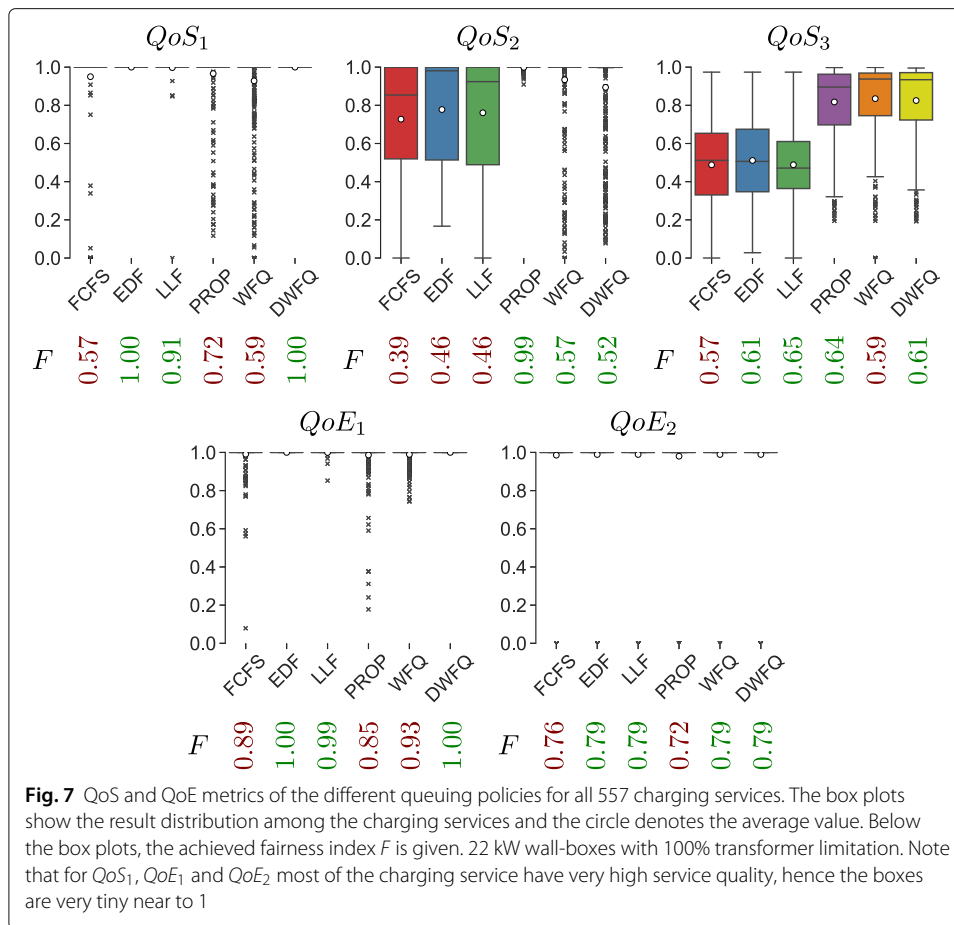 QoS1 QoS2 QoS3
1.0 1.0 1.0
0.8 0.8 0.8
0.6 0.6 0.6
0.4 0.4 0.4
0.2 0.2 0.2
0.0 0.0 0.0
FCFS EDF LLF PROP WFQ DWFQ FCFS EDF LLF PROP WFQ DWFQ FCFS EDF LLF PROP WFQ DWFQ
F 0.57 1.00 0.91 0.72 0.59 1.00 F 0.39 0.46 0.46 0.99 0.57 0.52 F 0.57 0.61 0.65 0.64 0.59 0.61
QoE1 QoE2
1.0 1.0
0.8 0.8
0.6 0.6
0.4 0.4
0.2 0.2
0.0 0.0
FCFS EDF LLF PROP WFQ DWFQ FCFS EDF LLF PROP WFQ DWFQ
F 0.89 1.00 0.99 0.85 0.93 1.00 F 0.76 0.79 0.79 0.72 0.79 0.79
Fig. 7 QoS and QoE metrics of the different queuing policies for all 557 charging services. The box plots
show the result distribution among the charging services and the circle denotes the average value. Below
the box plots, the achieved fairness index F is given. 22 kW wall-boxes with 100% transformer limitation. Note
that for QoS1, QoE1 and QoE2 most of the charging service have very high service quality, hence the boxes
are very tiny near to 1